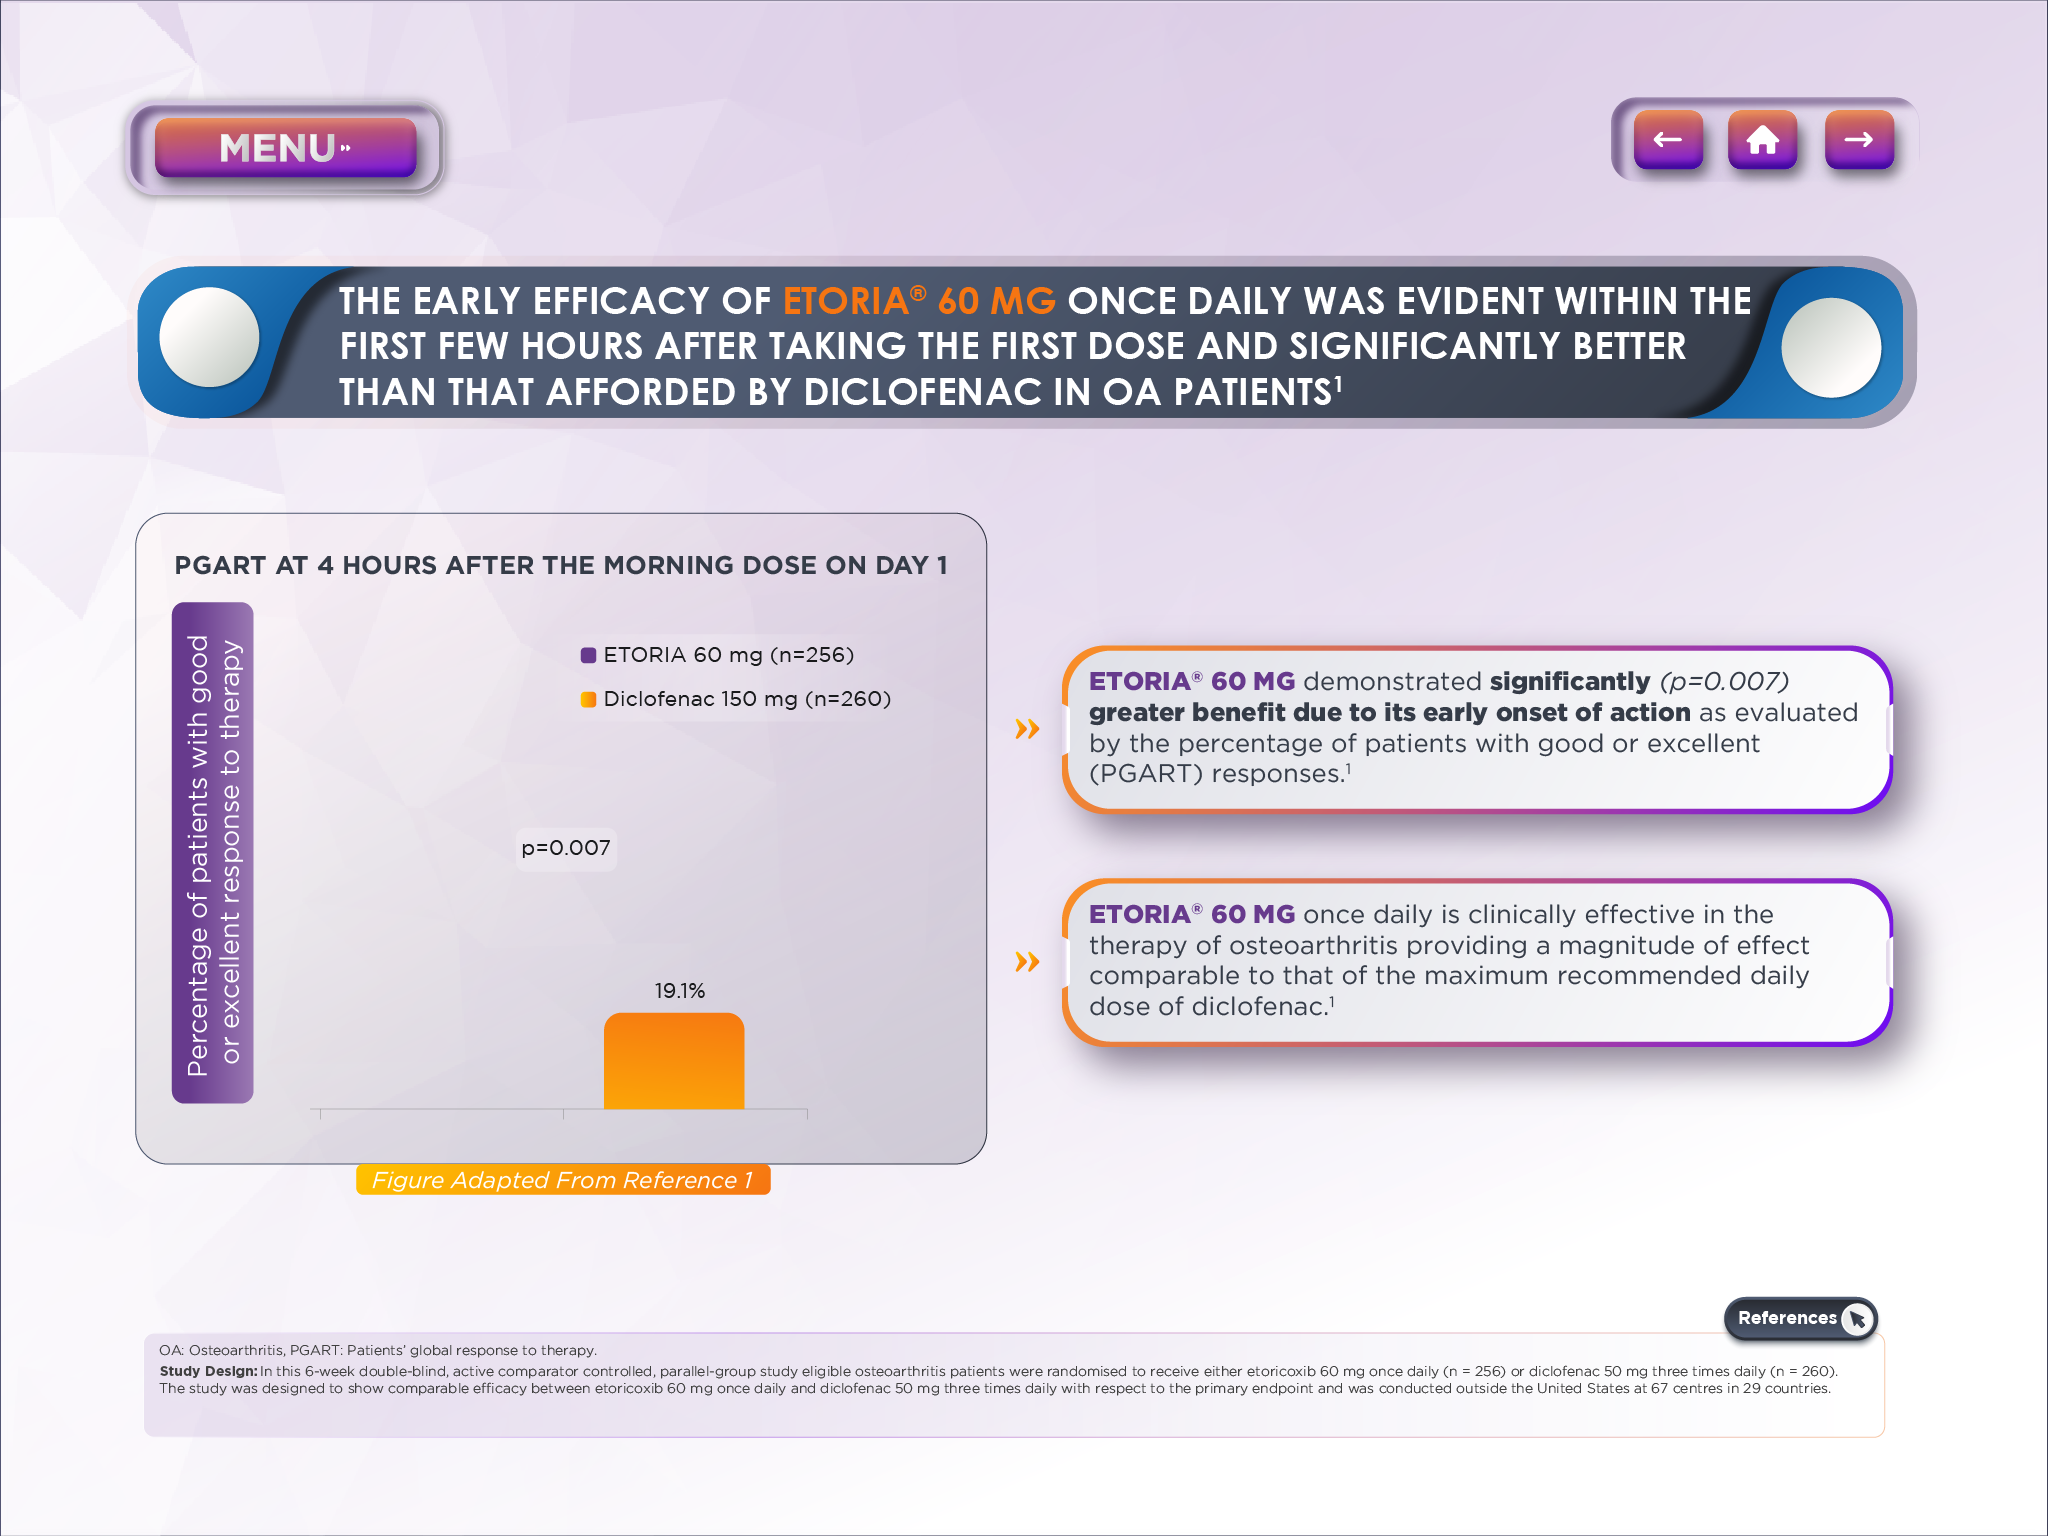 MENU»
THE EARLY EFFICACY OF ETORIA® 60 MG ONCE DAILY WAS EVIDENT WITHIN THE
FIRST FEW HOURS AFTER TAKING THE FIRST DOSE AND SIGNIFICANTLY BETTER
THAN THAT AFFORDED BY DICLOFENAC IN OA PATIENTS¹
PGART AT 4 HOURS AFTER THE MORNING DOSE ON DAY 1
Percentage of patients with good
or excellent response to therapy
ETORIA 60 mg (n=256)
Diclofenac 150 mg (n=260)
p=0.007
19.1%
Figure Adapted From Reference 1
ETORIA® 60 MG demonstrated significantly (p=0.007)
greater benefit due to its early onset of action as evaluated
by the percentage of patients with good or excellent
(PGART) responses.¹
ETORIA® 60 MG once daily is clinically effective in the
therapy of osteoarthritis providing a magnitude of effect
comparable to that of the maximum recommended daily
dose of diclofenac.¹
References
OA: Osteoarthritis, PGART: Patients’ global response to therapy.
Study Design: In this 6-week double-blind, active comparator controlled, parallel-group study eligible osteoarthritis patients were randomised to receive either etoricoxib 60 mg once daily (n = 256) or diclofenac 50 mg three times daily (n = 260).
The study was designed to show comparable efficacy between etoricoxib 60 mg once daily and diclofenac 50 mg three times daily with respect to the primary endpoint and was conducted outside the United States at 67 centres in 29 countries.